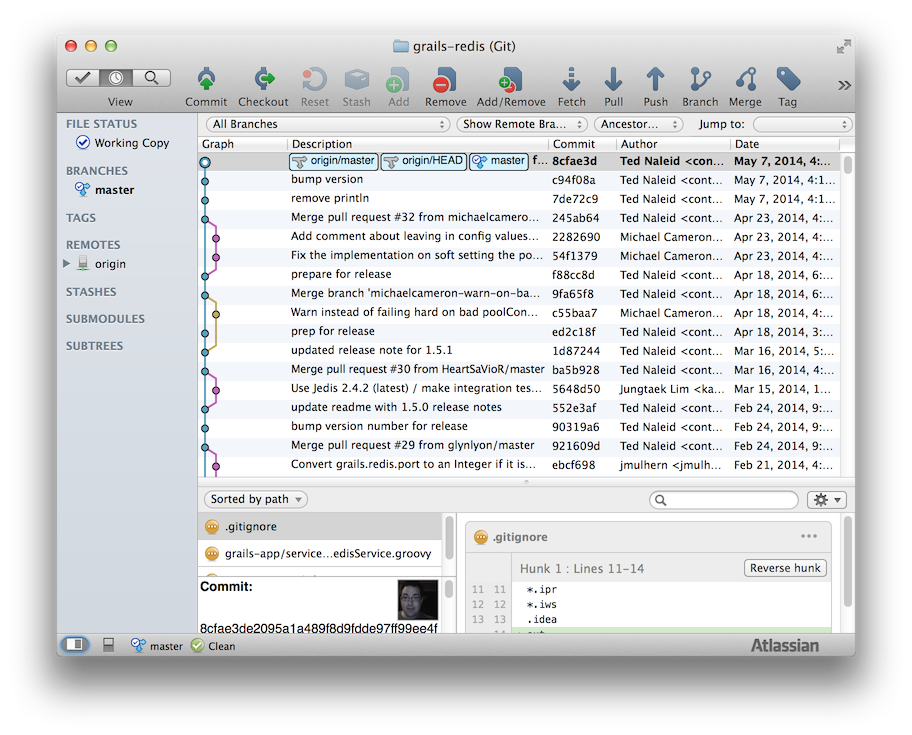 grails-redis (Git)
View Commit Checkout Reset Stash Add Remove Add/Remove Fetch Pull Push Branch Merge Tag
All Branches Show Remote Bra... Ancestor... Jump to:
FILE STATUS
Working Copy
BRANCHES
master
TAGS
REMOTES
origin
STASHES
SUBMODULES
SUBTREES
Graph Description Commit Author Date
origin/master origin/HEAD master f... 8cfae3d Ted Naleid <con... May 7, 2014, 4:...
bump version c94f08a Ted Naleid <cont... May 7, 2014, 4:1...
remove println 7de72c9 Ted Naleid <cont... May 7, 2014, 4:1...
Merge pull request #32 from michaelcamero... 245ab64 Ted Naleid <cont... Apr 23, 2014, 4:...
Add comment about leaving in config values... 2282690 Michael Cameron... Apr 23, 2014, 4:...
Fix the implementation on soft setting the po... 54f1379 Michael Cameron... Apr 23, 2014, 2:...
prepare for release f88cc8d Ted Naleid <cont... Apr 18, 2014, 6:...
Merge branch 'michaelcameron-warn-on-ba... 9fa65f8 Ted Naleid <cont... Apr 18, 2014, 6:...
Warn instead of failing hard on bad poolCon... c55baa7 Michael Cameron... Apr 18, 2014, 3:...
prep for release ed2c18f Ted Naleid <cont... Apr 18, 2014, 3:...
updated release note for 1.5.1 1d87244 Ted Naleid <cont... Mar 16, 2014, 5:...
Merge pull request #30 from HeartSaVioR/master ba5b928 Ted Naleid <cont... Mar 16, 2014, 4:...
Use Jedis 2.4.2 (latest) / make integration tes... 5648d50 Jungtaek Lim <ka... Mar 15, 2014, 1...
update readme with 1.5.0 release notes 552e3af Ted Naleid <cont... Feb 24, 2014, 9:...
bump version number for release 90319a6 Ted Naleid <cont... Feb 24, 2014, 9:...
Merge pull request #29 from glynlyon/master 921609d Ted Naleid <cont... Feb 24, 2014, 9:...
Convert grails.redis.port to an Integer if it is... ebcf698 jmulhern <jmulh... Feb 21, 2014, 4:...
Sorted by path
.gitignore
grails-app/service...edisService.groovy
Commit:
8cfae3de2095a1a489f8d9fdde97ff99ee4f
.gitignore
Hunk 1 : Lines 11-14 Reverse hunk
11 11 *.ipr
12 12 *.iws
13 13 .idea
master Clean Atlassian